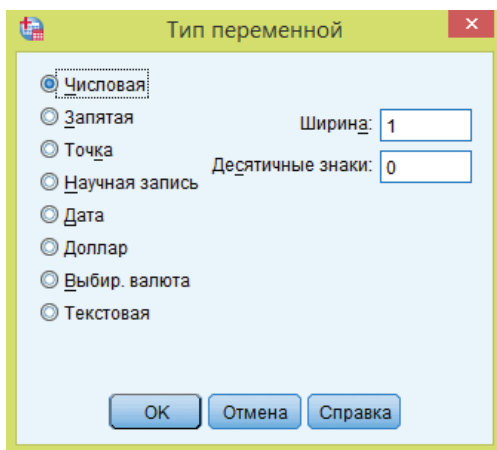 Тип переменной
Числовая
Запятая
Точка
Научная запись
Дата
Доллар
Выбир. валюта
Текстовая
Ширина: 1
Десятичные знаки: 0
OK Отмена Справка